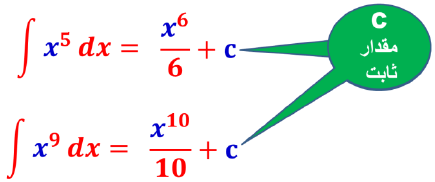 ∫ x⁵ dx = x⁶/6 + c
∫ x⁹ dx = x¹⁰/10 + c
C
مقدار
ثابت